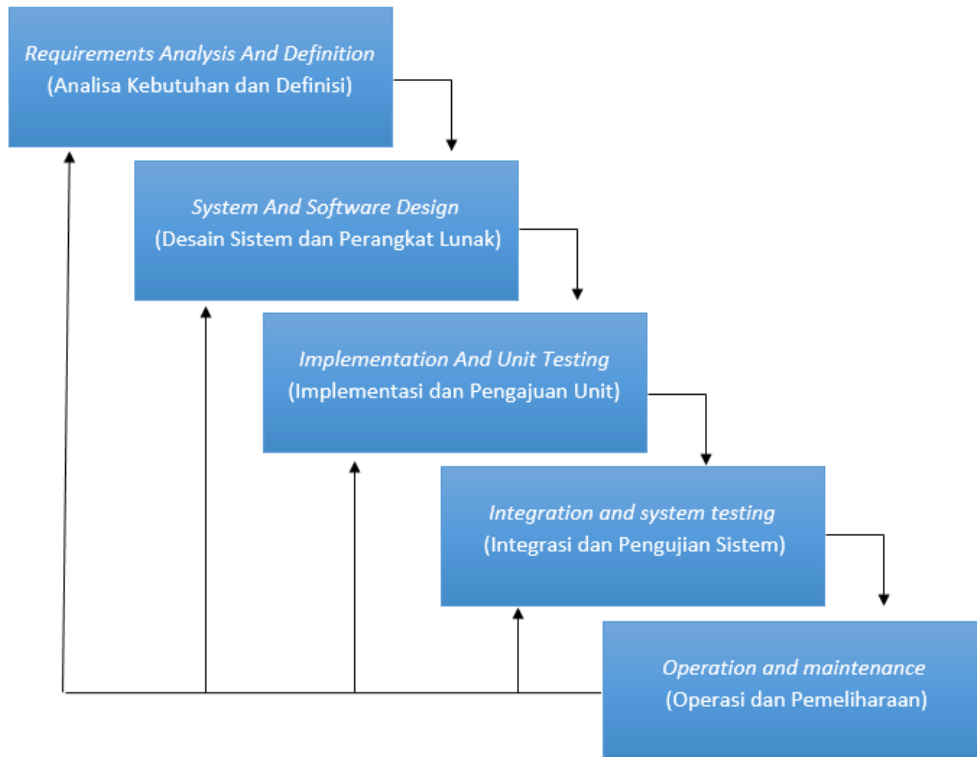 Requirements Analysis And Definition
(Analisa Kebutuhan dan Definisi)
System And Software Design
(Desain Sistem dan Perangkat Lunak)
Implementation And Unit Testing
(Implementasi dan Pengajuan Unit)
Integration and system testing
(Integrasi dan Pengujian Sistem)
Operation and maintenance
(Operasi dan Pemeliharaan)